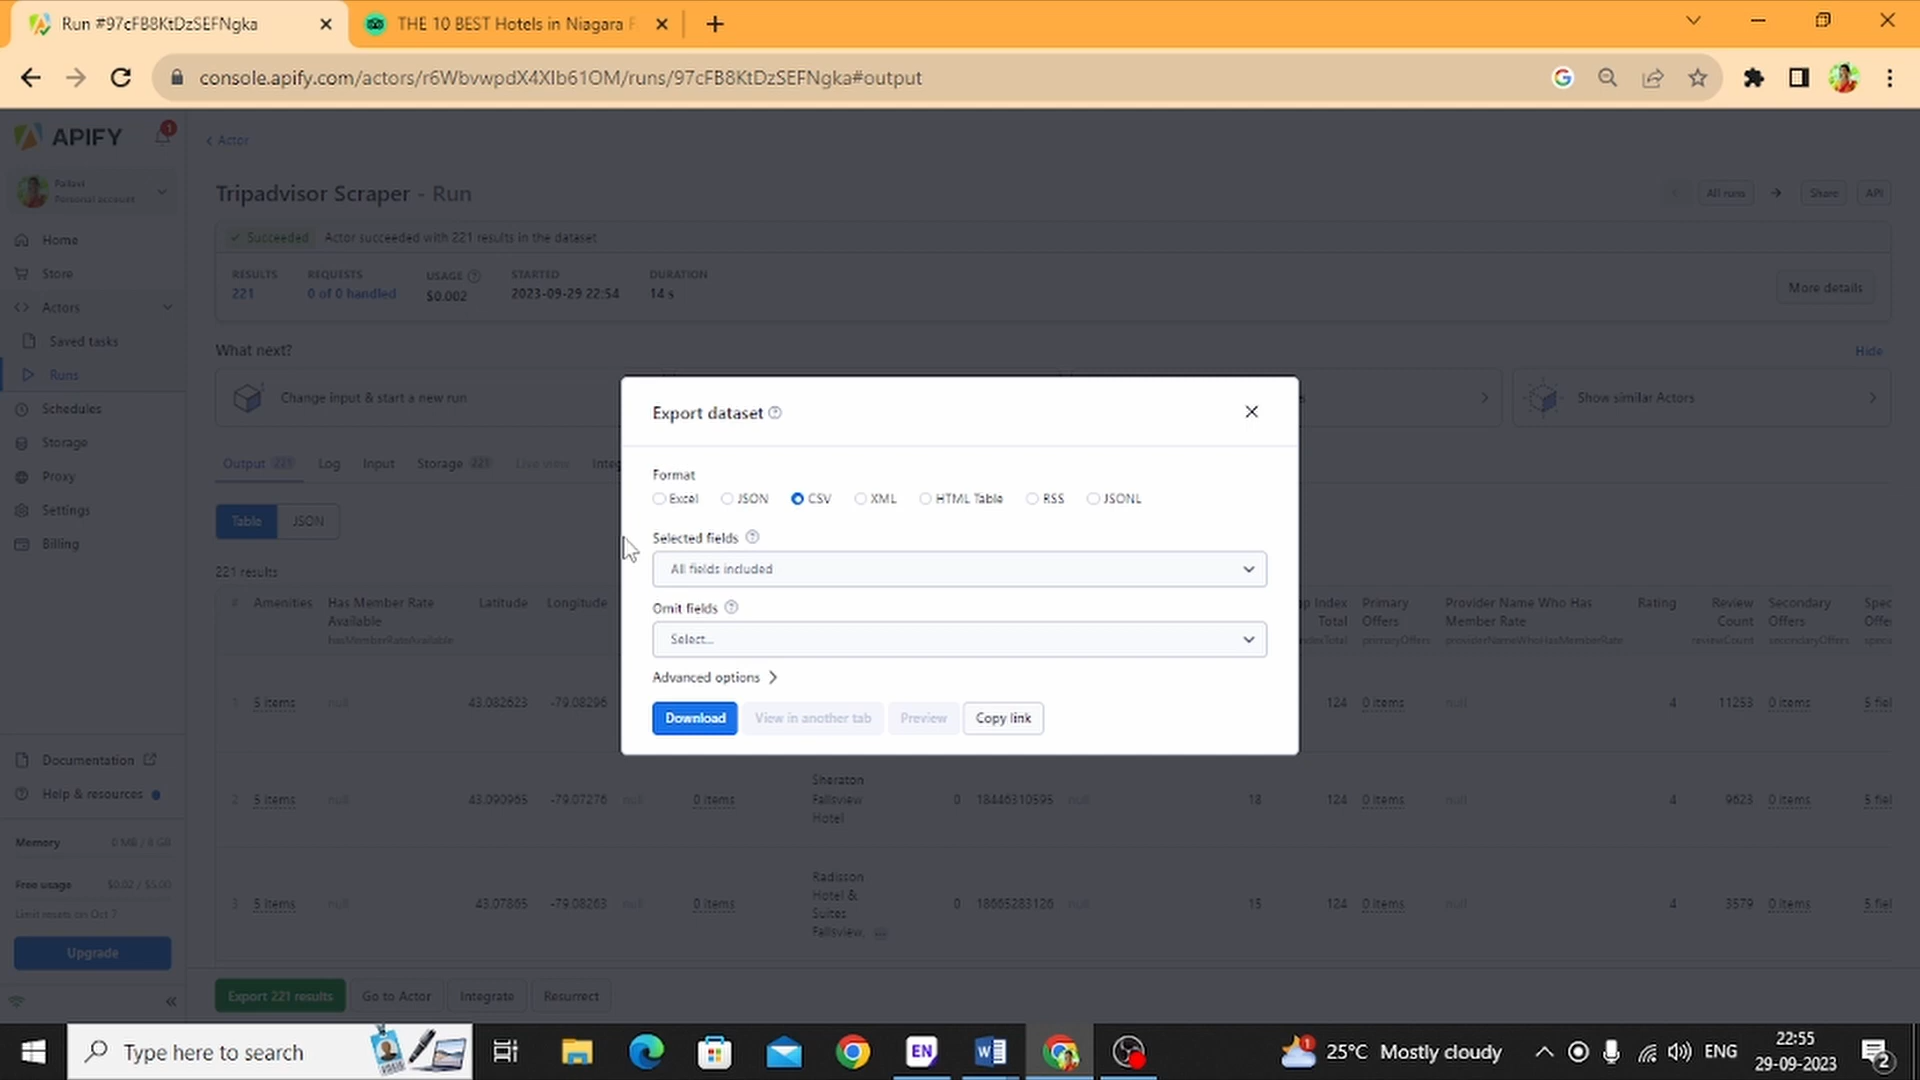 Run #97cFB8KtDzSEFNgka
THE 10 BEST Hotels in Niagara F
console.apify.com/actors/r6WbvwpdX4XIb61OM/runs/97cFB8KtDzSEFNgka#output
APIFY
1
Pallavi
Personal account
Home
Store
Actors
Saved tasks
Runs
Schedules
Storage
Proxy
Settings
Billing
Documentation
Help & resources
Memory 0 MB / 8 GB
Free usage $0.02 / $5.00
Limit resets on Oct 7
Upgrade
Actor
Tripadvisor Scraper - Run
All runs
Share
API
Succeeded Actor succeeded with 221 results in the dataset
RESULTS REQUESTS USAGE STARTED DURATION
221 0 of 0 handled $0.002 2023-09-29 22:54 14 s
More details
What next?
Hide
Change input & start a new run
s
Show similar Actors
Output 221 Log Input Storage 221 Live view Integ
Table JSON
221 results
# Amenities Has Member Rate Available Latitude Longitude
hasMemberRateAvailable
p Index Total Primary Offers Provider Name Who Has Member Rate Rating Review Count Secondary Offers Spec Offe
ndexTotal primaryOffers providerNameWhoHasMemberRate reviewCount secondaryOffers speci
1 5 items null 43.082623 -79.08296 124 0 items null 4 11253 0 items 5 fiel
2 5 items null 43.090965 -79.07276 null 0 items Sheraton Fallsview Hotel 0 18446310595 null 18 124 0 items null 4 9623 0 items 5 fiel
3 5 items null 43.07865 -79.08263 null 0 items Radisson Hotel & Suites Fallsview, ... 0 18665283126 null 15 124 0 items null 4 3579 0 items 5 fiel
Export dataset
Format
Excel JSON CSV XML HTML Table RSS JSONL
Selected fields
All fields included
Omit fields
Select...
Advanced options
Download View in another tab Preview Copy link
Export 221 results Go to Actor Integrate Resurrect
Type here to search
EN
25°C Mostly cloudy
ENG
22:55
29-09-2023
2